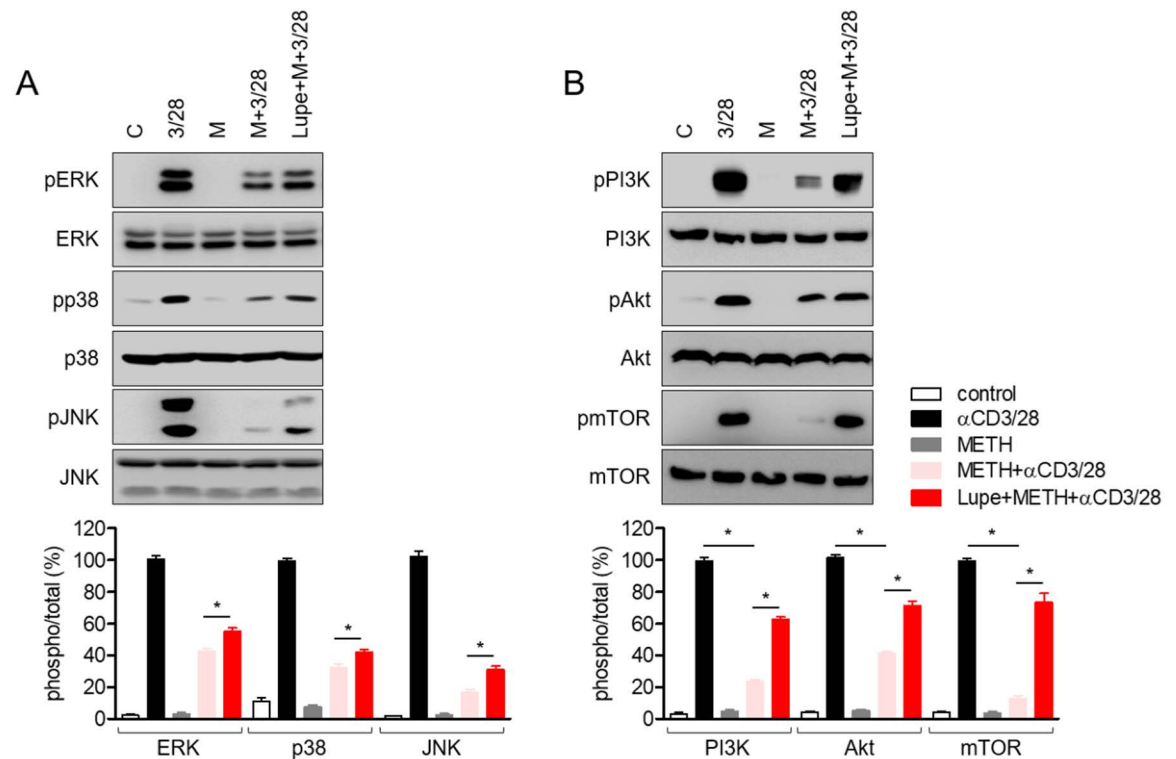 A
C
3/28
M
M+3/28
Lupe+M+3/28
pERK
ERK
pp38
p38
pJNK
JNK
phospho/total (%)
120
100
80
60
40
20
0
*
*
*
ERK
p38
JNK
B
C
3/28
M
M+3/28
Lupe+M+3/28
pPI3K
PI3K
pAkt
Akt
pmTOR
mTOR
control
αCD3/28
METH
METH+αCD3/28
Lupe+METH+αCD3/28
phospho/total (%)
120
100
80
60
40
20
0
*
*
*
*
*
*
PI3K
Akt
mTOR